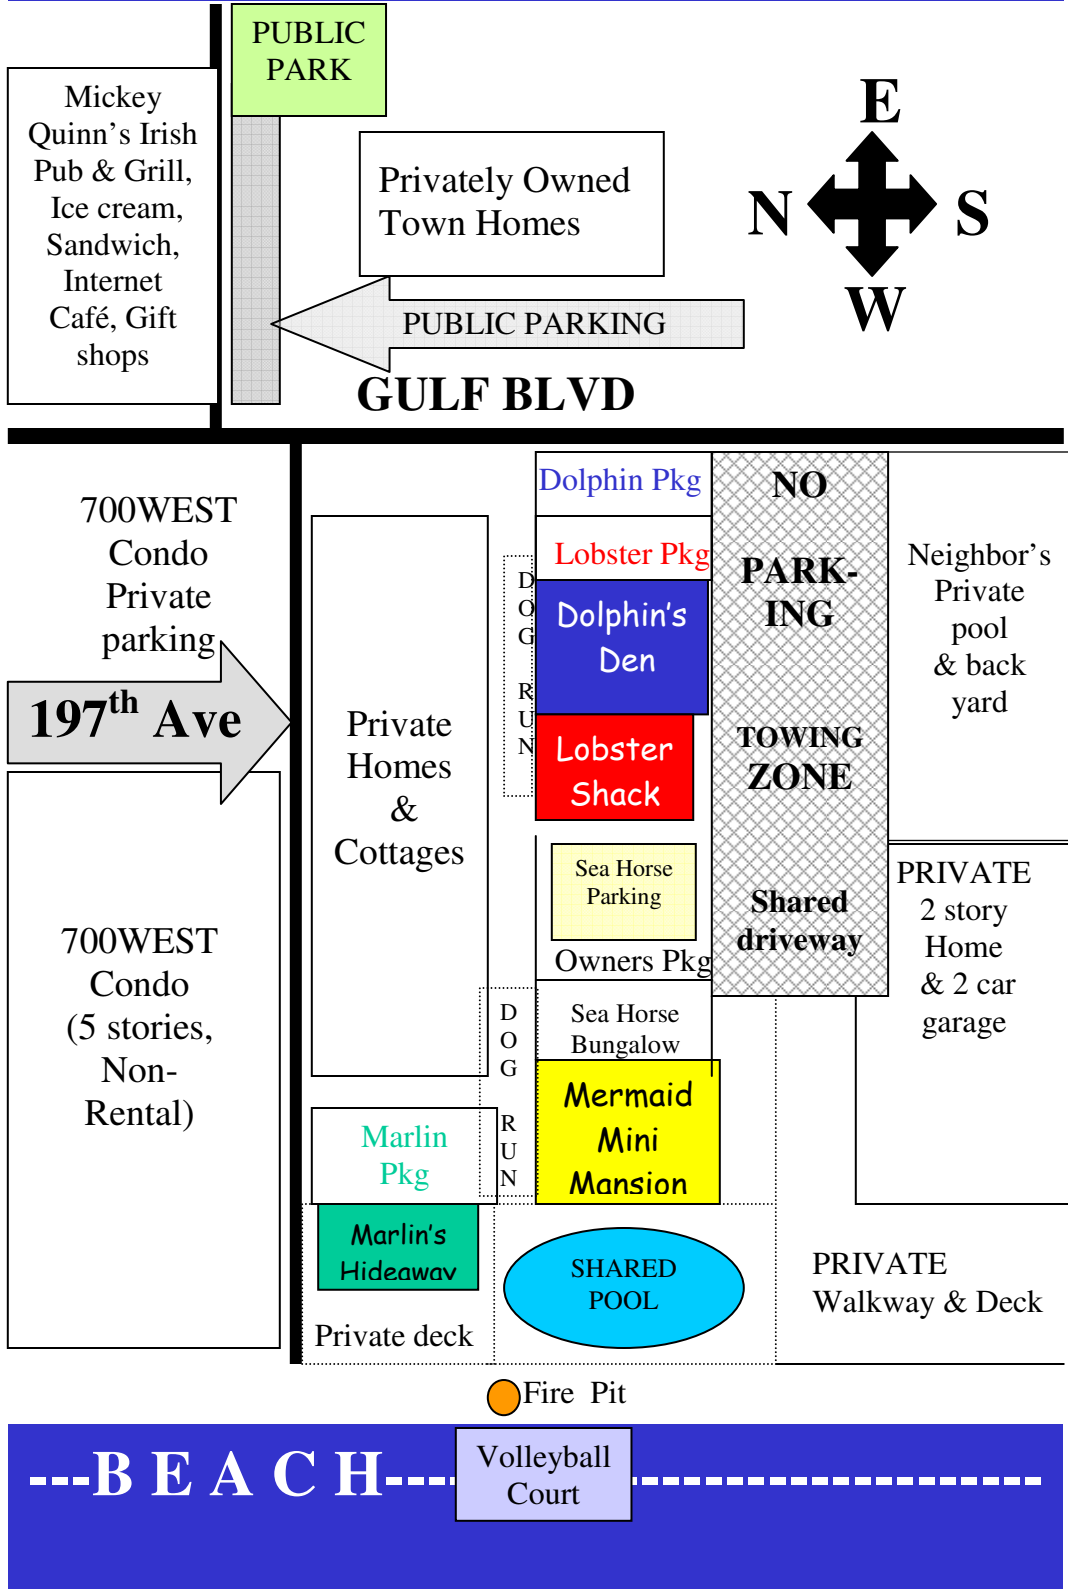 PUBLIC
PARK
Mickey
Quinn's Irish
Pub & Grill,
Ice cream,
Sandwich,
Internet
Café, Gift
shops
Privately Owned
Town Homes
E
N
S
W
PUBLIC PARKING
GULF BLVD
700WEST
Condo
Private
parking
197th Ave
700WEST
Condo
(5 stories,
Non-
Rental)
Private
Homes
&
Cottages
Dolphin Pkg
Lobster Pkg
D
O
G
R
U
N
Dolphin's
Den
Lobster
Shack
Sea Horse
Parking
Owners Pkg
NO
PARK-
ING
TOWING
ZONE
Shared
driveway
Neighbor's
Private
pool
& back
yard
PRIVATE
2 story
Home
& 2 car
garage
D
O
G
R
U
N
Sea Horse
Bungalow
Mermaid
Mini
Mansion
Marlin
Pkg
Marlin's
Hideaway
Private deck
SHARED
POOL
PRIVATE
Walkway & Deck
Fire Pit
---B E A C H---
Volleyball
Court